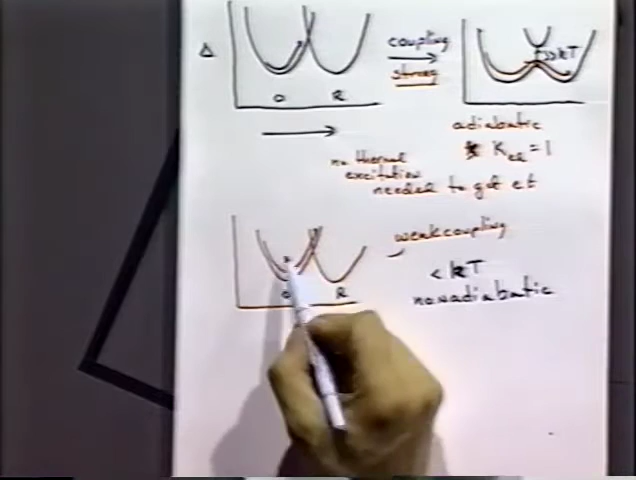 Δ
coupling
strong
>>kT
O R
adiabatic
Kel = 1
no thermal
excitation
needed to get et
weak coupling
< kT
nonadiabatic
O R